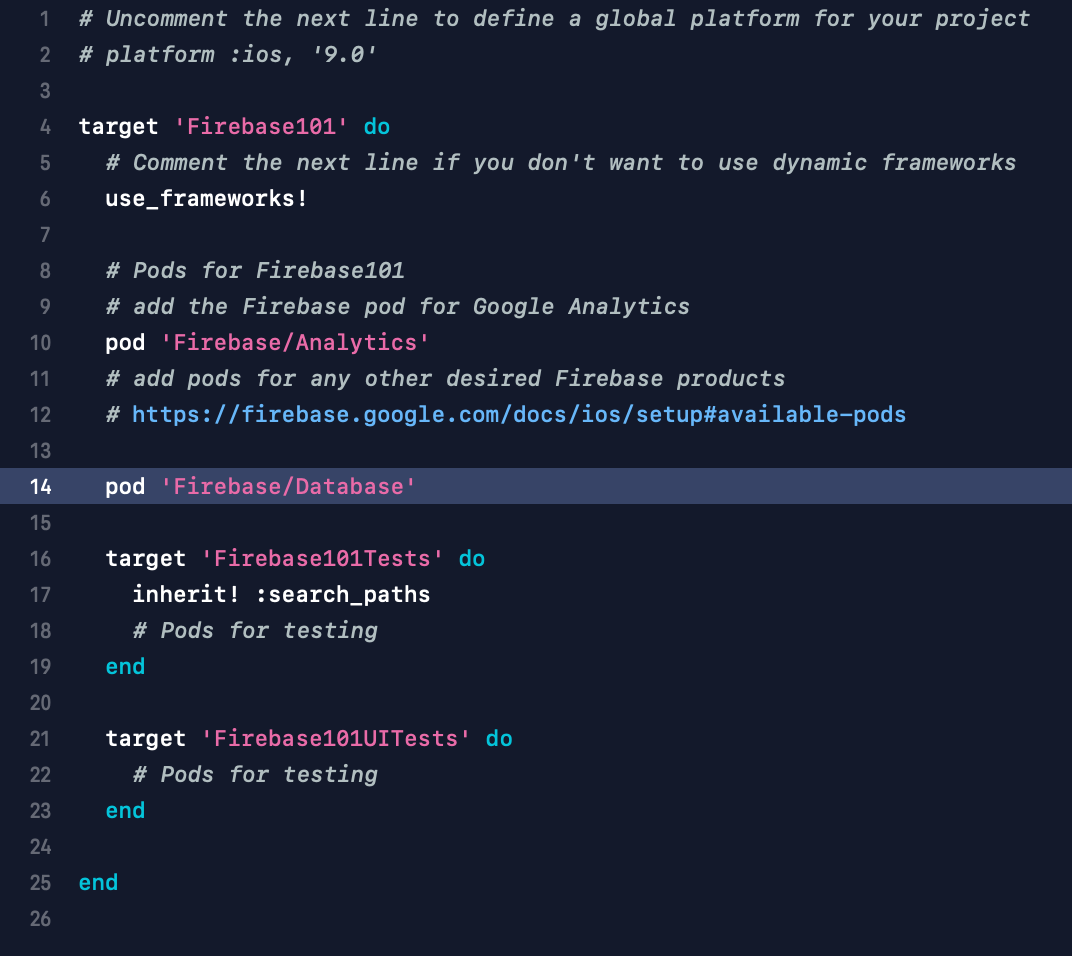 1 # Uncomment the next line to define a global platform for your project
2 # platform :ios, '9.0'
3
4 target 'Firebase101' do
5   # Comment the next line if you don't want to use dynamic frameworks
6   use_frameworks!
7
8   # Pods for Firebase101
9   # add the Firebase pod for Google Analytics
10   pod 'Firebase/Analytics'
11   # add pods for any other desired Firebase products
12   # https://firebase.google.com/docs/ios/setup#available-pods
13
14   pod 'Firebase/Database'
15
16   target 'Firebase101Tests' do
17     inherit! :search_paths
18     # Pods for testing
19   end
20
21   target 'Firebase101UITests' do
22     # Pods for testing
23   end
24
25 end
26